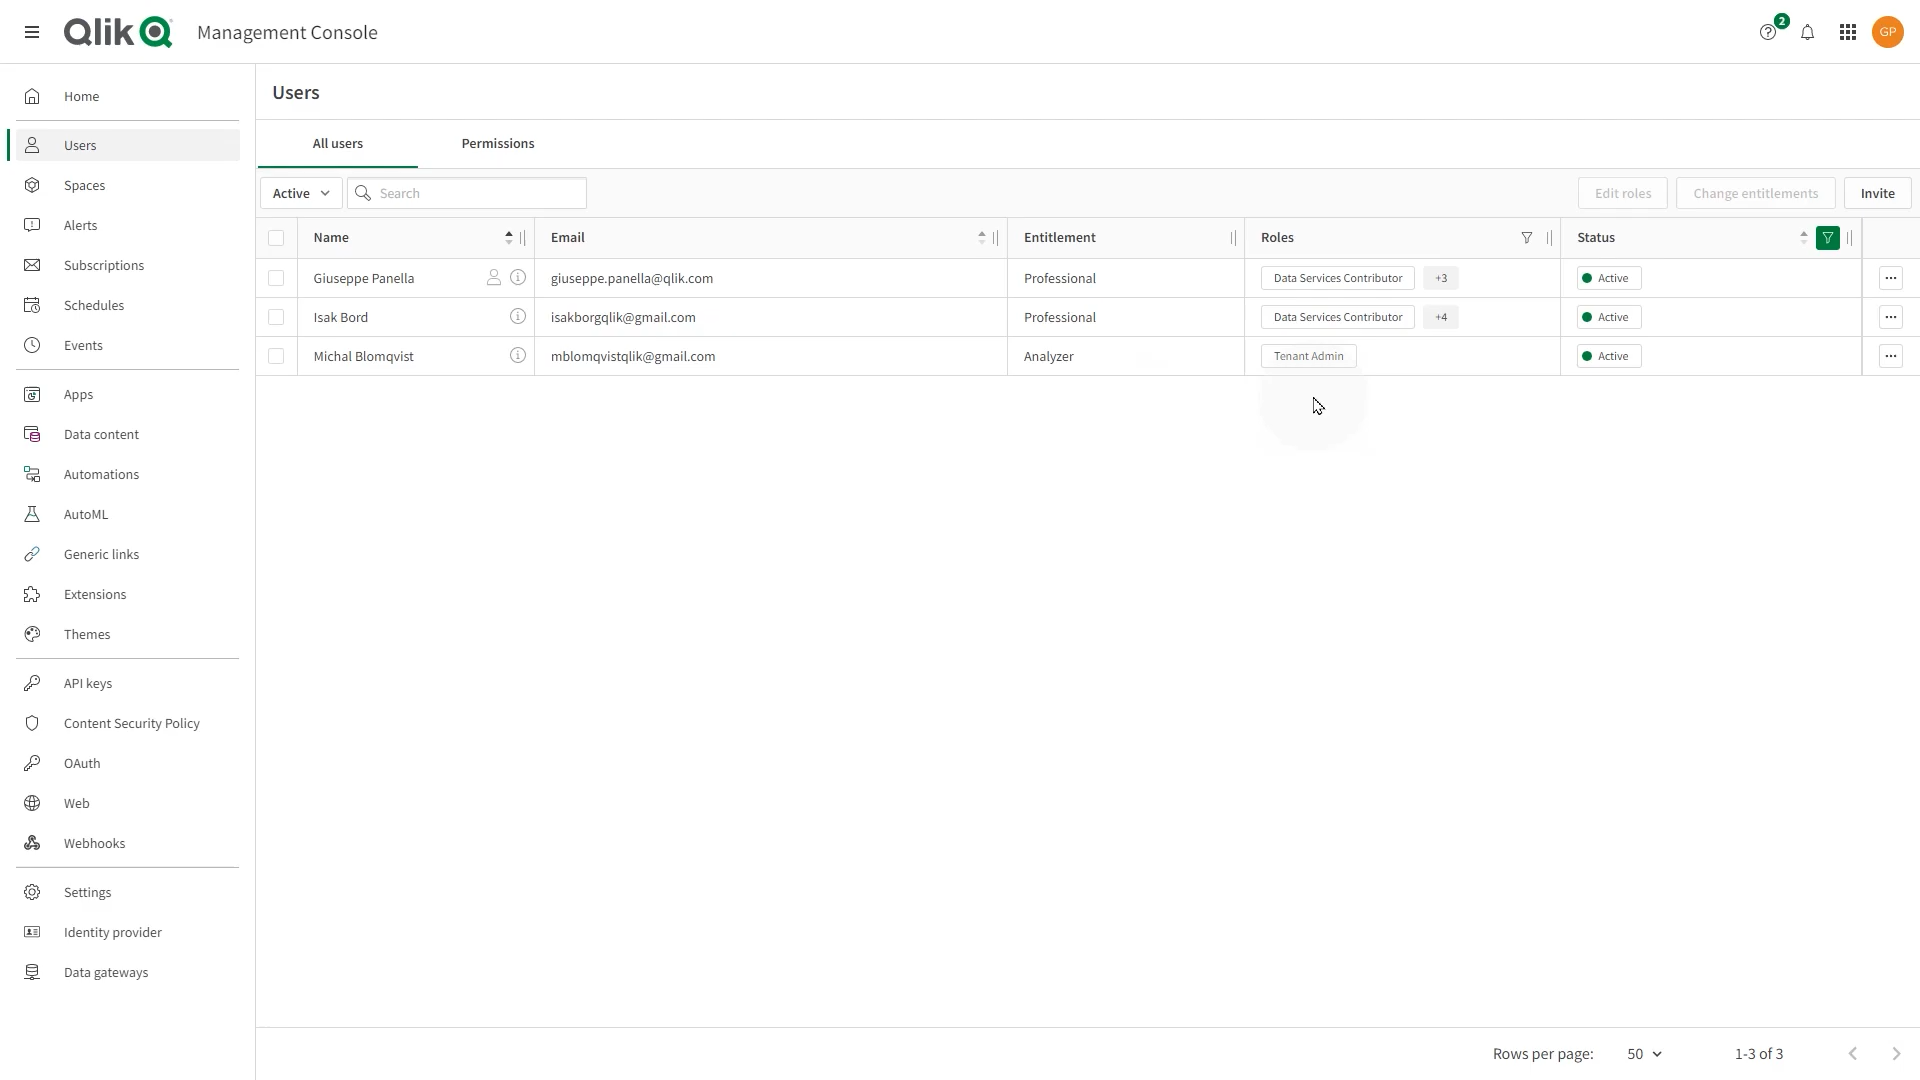 Qlik Management Console 2 GP
Home
Users
Spaces
Alerts
Subscriptions
Schedules
Events
Apps
Data content
Automations
AutoML
Generic links
Extensions
Themes
API keys
Content Security Policy
OAuth
Web
Webhooks
Settings
Identity provider
Data gateways
Users
All users Permissions
Active Search Edit roles Change entitlements Invite
Name Email Entitlement Roles Status
Giuseppe Panella giuseppe.panella@qlik.com Professional Data Services Contributor +3 Active ...
Isak Bord isakborgqlik@gmail.com Professional Data Services Contributor +4 Active ...
Michal Blomqvist mblomqvistqlik@gmail.com Analyzer Tenant Admin Active ...
Rows per page: 50 1-3 of 3